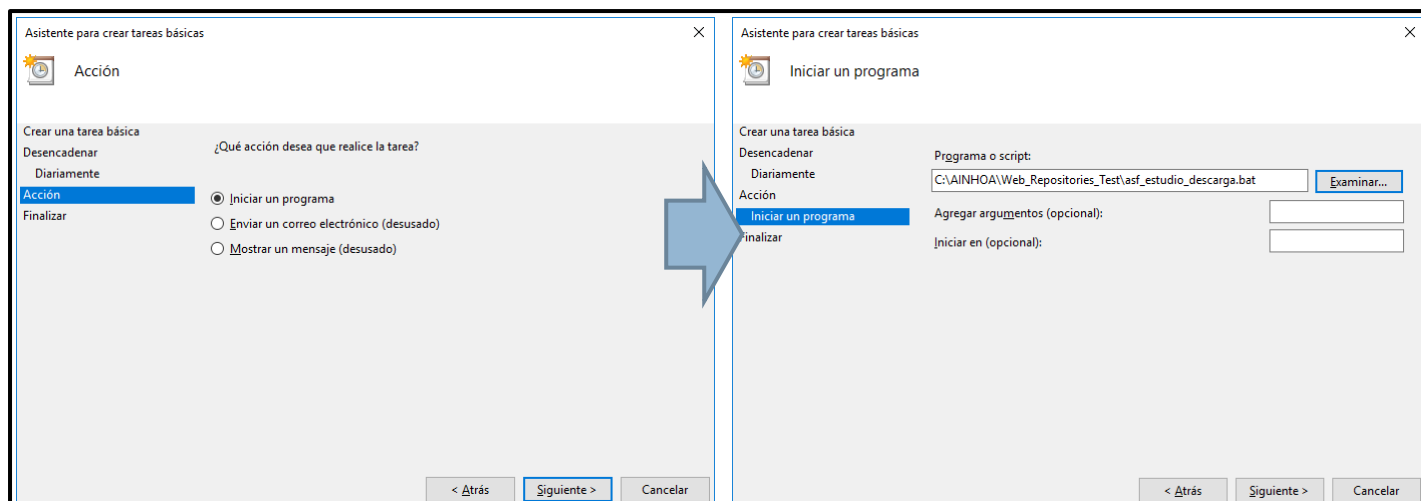 Asistente para crear tareas básicas
Acción
Crear una tarea básica
Desencadenar
Diariamente
Acción
Finalizar
¿Qué acción desea que realice la tarea?
Iniciar un programa
Enviar un correo electrónico (desusado)
Mostrar un mensaje (desusado)
< Atrás
Siguiente >
Cancelar
Asistente para crear tareas básicas
Iniciar un programa
Crear una tarea básica
Desencadenar
Diariamente
Acción
Iniciar un programa
inalizar
Programa o script:
C:\AINHOA\Web_Repositories_Test\asf_estudio_descarga.bat
Examinar...
Agregar argumentos (opcional):
Iniciar en (opcional):
< Atrás
Siguiente >
Cancelar